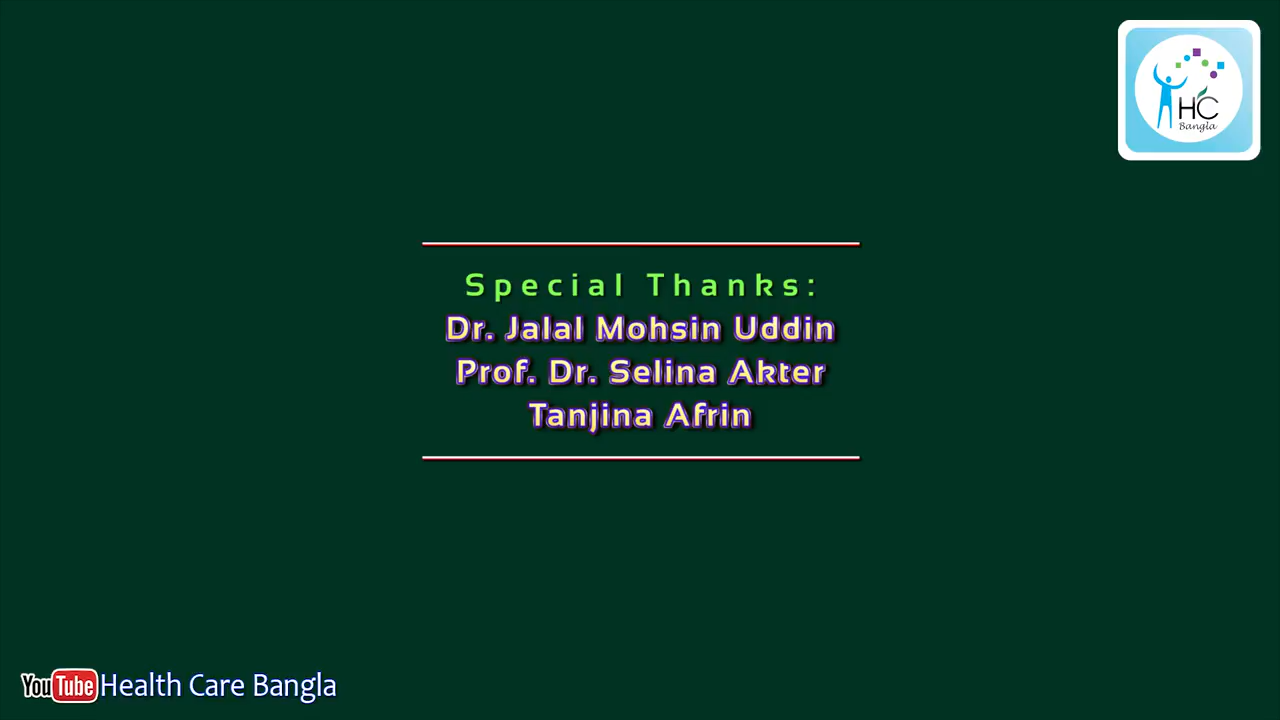 HC
Bangla
Special Thanks:
Dr. Jalal Mohsin Uddin
Prof. Dr. Selina Akter
Tanjina Afrin
YouTube Health Care Bangla